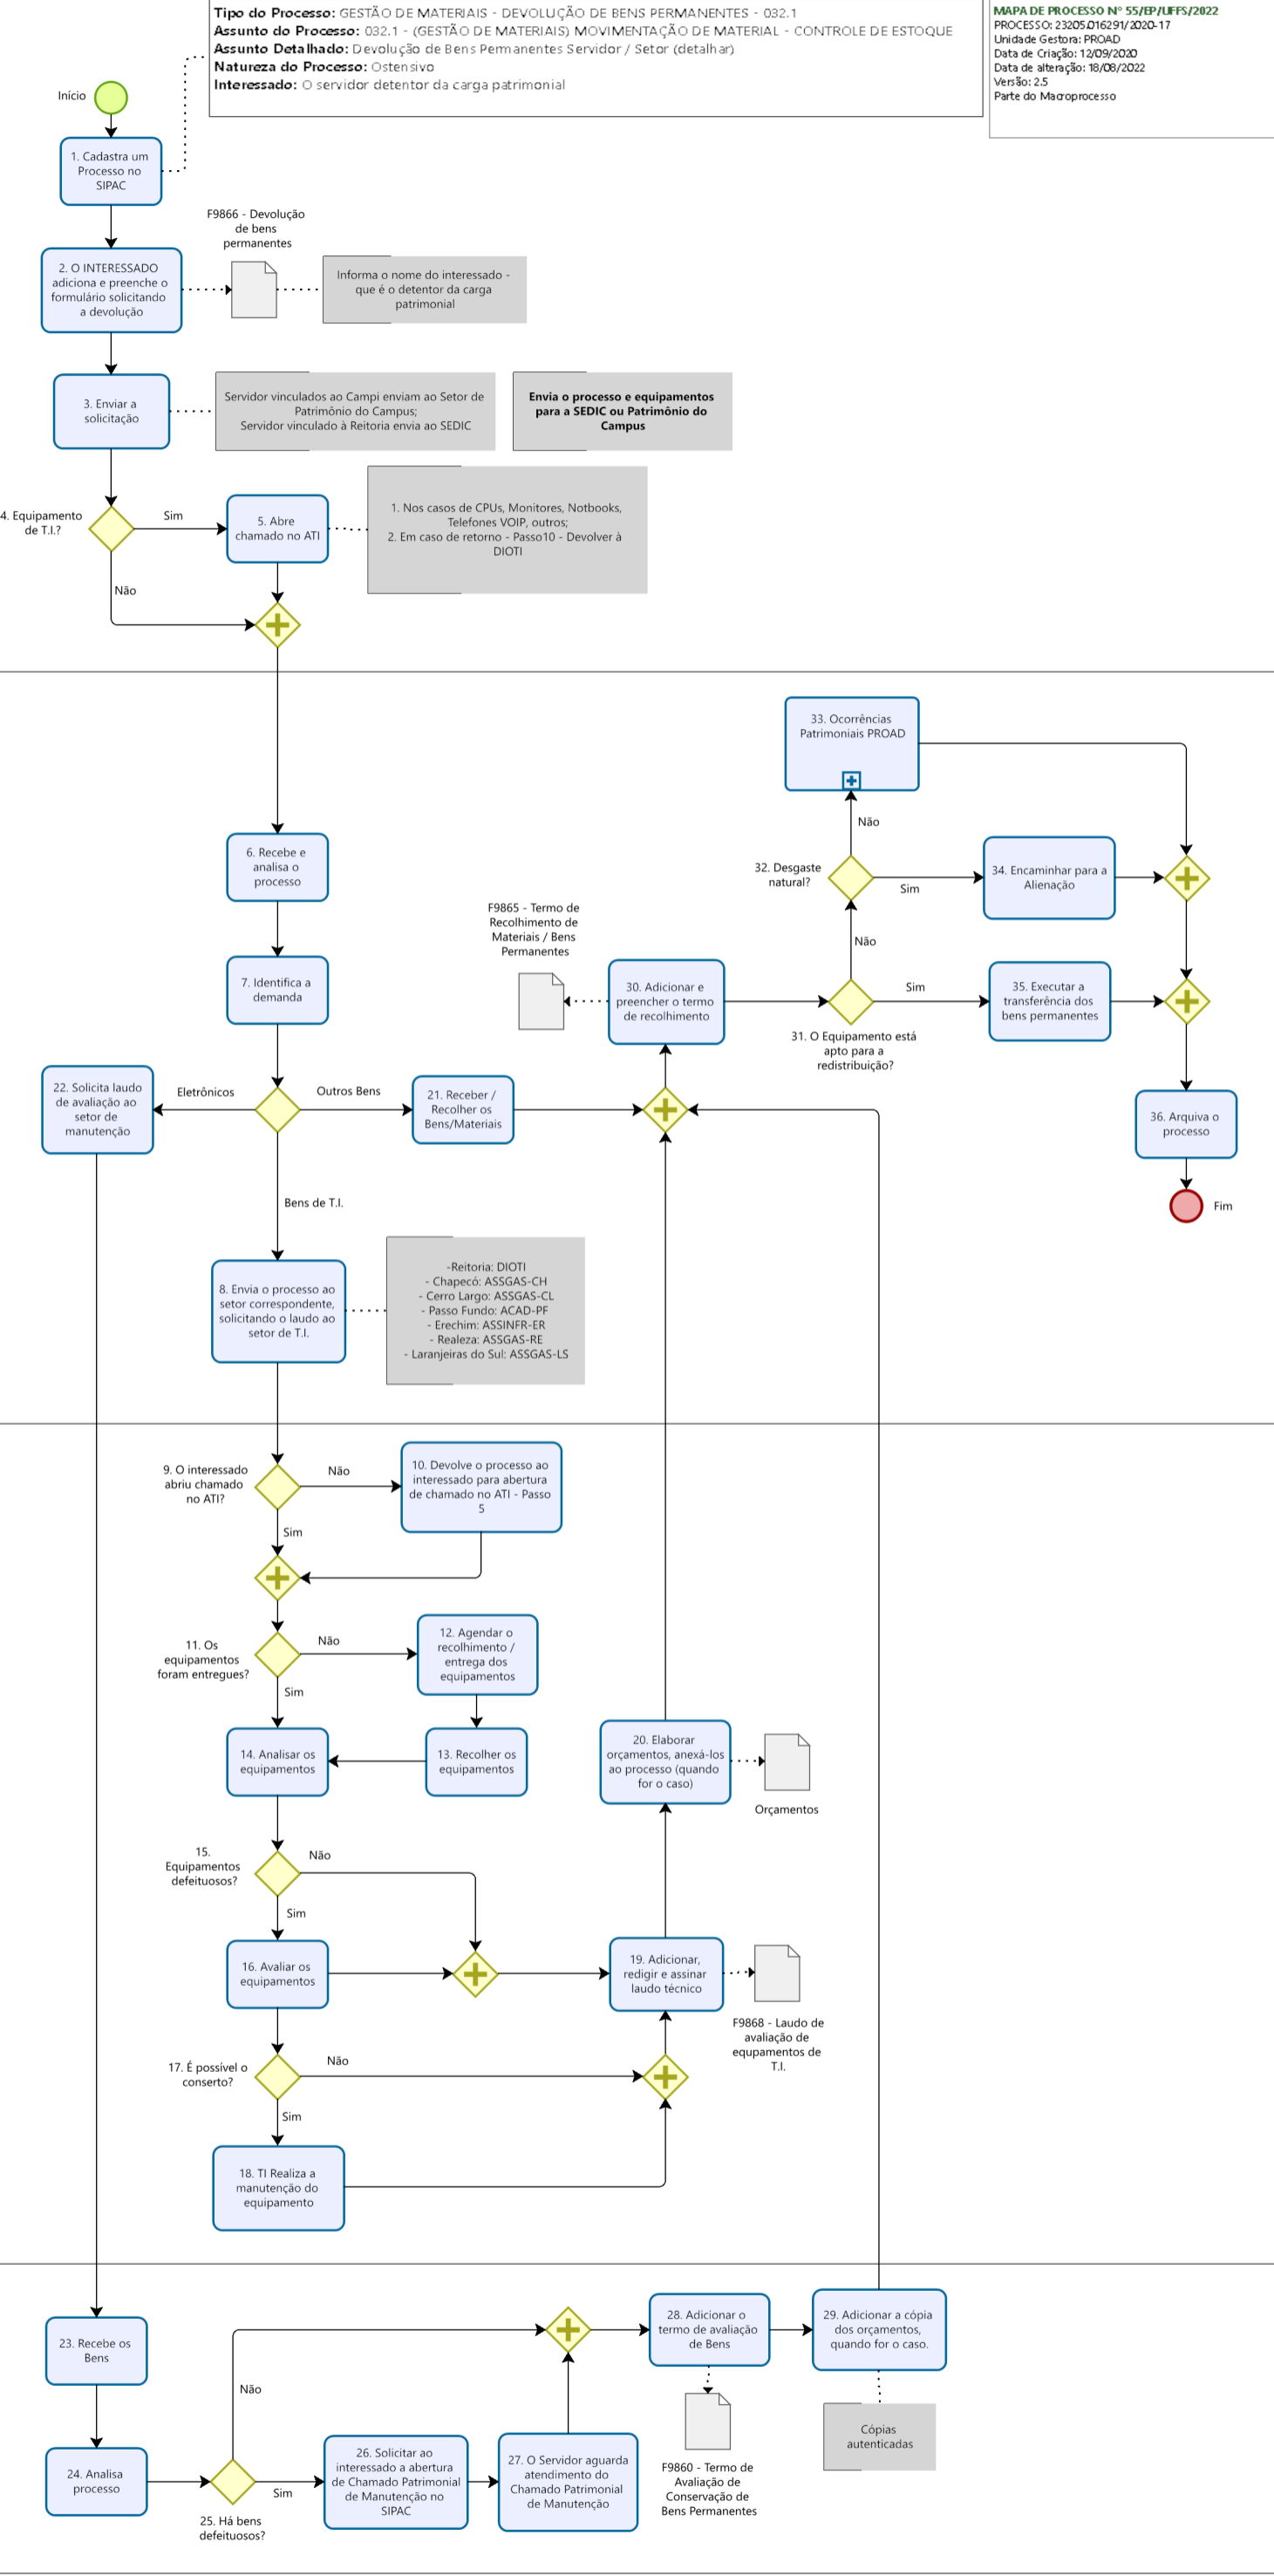 Tipo do Processo: GESTÃO DE MATERIAIS - DEVOLUÇÃO DE BENS PERMANENTES - 032.1
Assunto do Processo: 032.1 - (GESTÃO DE MATERIAIS) MOVIMENTAÇÃO DE MATERIAL - CONTROLE DE ESTOQUE
Assunto Detalhado: Devolução de Bens Permanentes Servidor / Setor (detalhar)
Natureza do Processo: Ostensivo
Interessado: O servidor detentor da carga patrimonial
MAPA DE PROCESSO Nº 55/EP/UFFS/2022
PROCESSO: 23205.016291/2020-17
Unidade Gestora: PROAD
Data de Criação: 12/09/2020
Data de alteração: 18/08/2022
Versão: 2.5
Parte do Macroprocesso
Início
1. Cadastra um
Processo no
SIPAC
F9866 - Devolução
de bens
permanentes
2. O INTERESSADO
adiciona e preenche o
formulário solicitando
a devolução
Informa o nome do interessado -
que é o detentor da carga
patrimonial
3. Enviar a
solicitação
Servidor vinculados ao Campi enviam ao Setor de
Patrimônio do Campus;
Servidor vinculado à Reitoria envia ao SEDIC
Envia o processo e equipamentos
para a SEDIC ou Patrimônio do
Campus
4. Equipamento
de T.I.?
Sim
5. Abre
chamado no ATI
1. Nos casos de CPUs, Monitores, Notbooks,
Telefones VOIP, outros;
2. Em caso de retorno - Passo10 - Devolver à
DIOTI
Não
33. Ocorrências
Patrimoniais PROAD
Não
6. Recebe e
analisa o
processo
32. Desgaste
natural?
Sim
34. Encaminhar para a
Alienação
F9865 - Termo de
Recolhimento de
Materiais / Bens
Permanentes
Não
7. Identifica a
demanda
30. Adicionar e
preencher o termo
de recolhimento
Sim
35. Executar a
transferência dos
bens permanentes
31. O Equipamento está
apto para a
redistribuição?
22. Solicita laudo
de avaliação ao
setor de
manutenção
Eletrônicos
Outros Bens
21. Receber /
Recolher os
Bens/Materiais
36. Arquiva o
processo
Bens de T.I.
Fim
8. Envia o processo ao
setor correspondente,
solicitando o laudo ao
setor de T.I.
-Reitoria: DIOTI
- Chapecó: ASSGAS-CH
- Cerro Largo: ASSGAS-CL
- Passo Fundo: ACAD-PF
- Erechim: ASSINFR-ER
- Realeza: ASSGAS-RE
- Laranjeiras do Sul: ASSGAS-LS
9. O interessado
abriu chamado
no ATI?
Não
10. Devolve o processo ao
interessado para abertura
de chamado no ATI - Passo
5
Sim
11. Os
equipamentos
foram entregues?
Não
12. Agendar o
recolhimento /
entrega dos
equipamentos
Sim
14. Analisar os
equipamentos
13. Recolher os
equipamentos
20. Elaborar
orçamentos, anexá-los
ao processo (quando
for o caso)
Orçamentos
15.
Equipamentos
defeituosos?
Não
Sim
16. Avaliar os
equipamentos
19. Adicionar,
redigir e assinar
laudo técnico
F9868 - Laudo de
avaliação de
equpamentos de
T.I.
17. É possível o
conserto?
Não
Sim
18. TI Realiza a
manutenção do
equipamento
23. Recebe os
Bens
28. Adicionar o
termo de avaliação
de Bens
29. Adicionar a cópia
dos orçamentos,
quando for o caso.
Não
Cópias
autenticadas
24. Analisa
processo
Sim
25. Há bens
defeituosos?
26. Solicitar ao
interessado a abertura
de Chamado Patrimonial
de Manutenção no
SIPAC
27. O Servidor aguarda
atendimento do
Chamado Patrimonial
de Manutenção
F9860 - Termo de
Avaliação de
Conservação de
Bens Permanentes